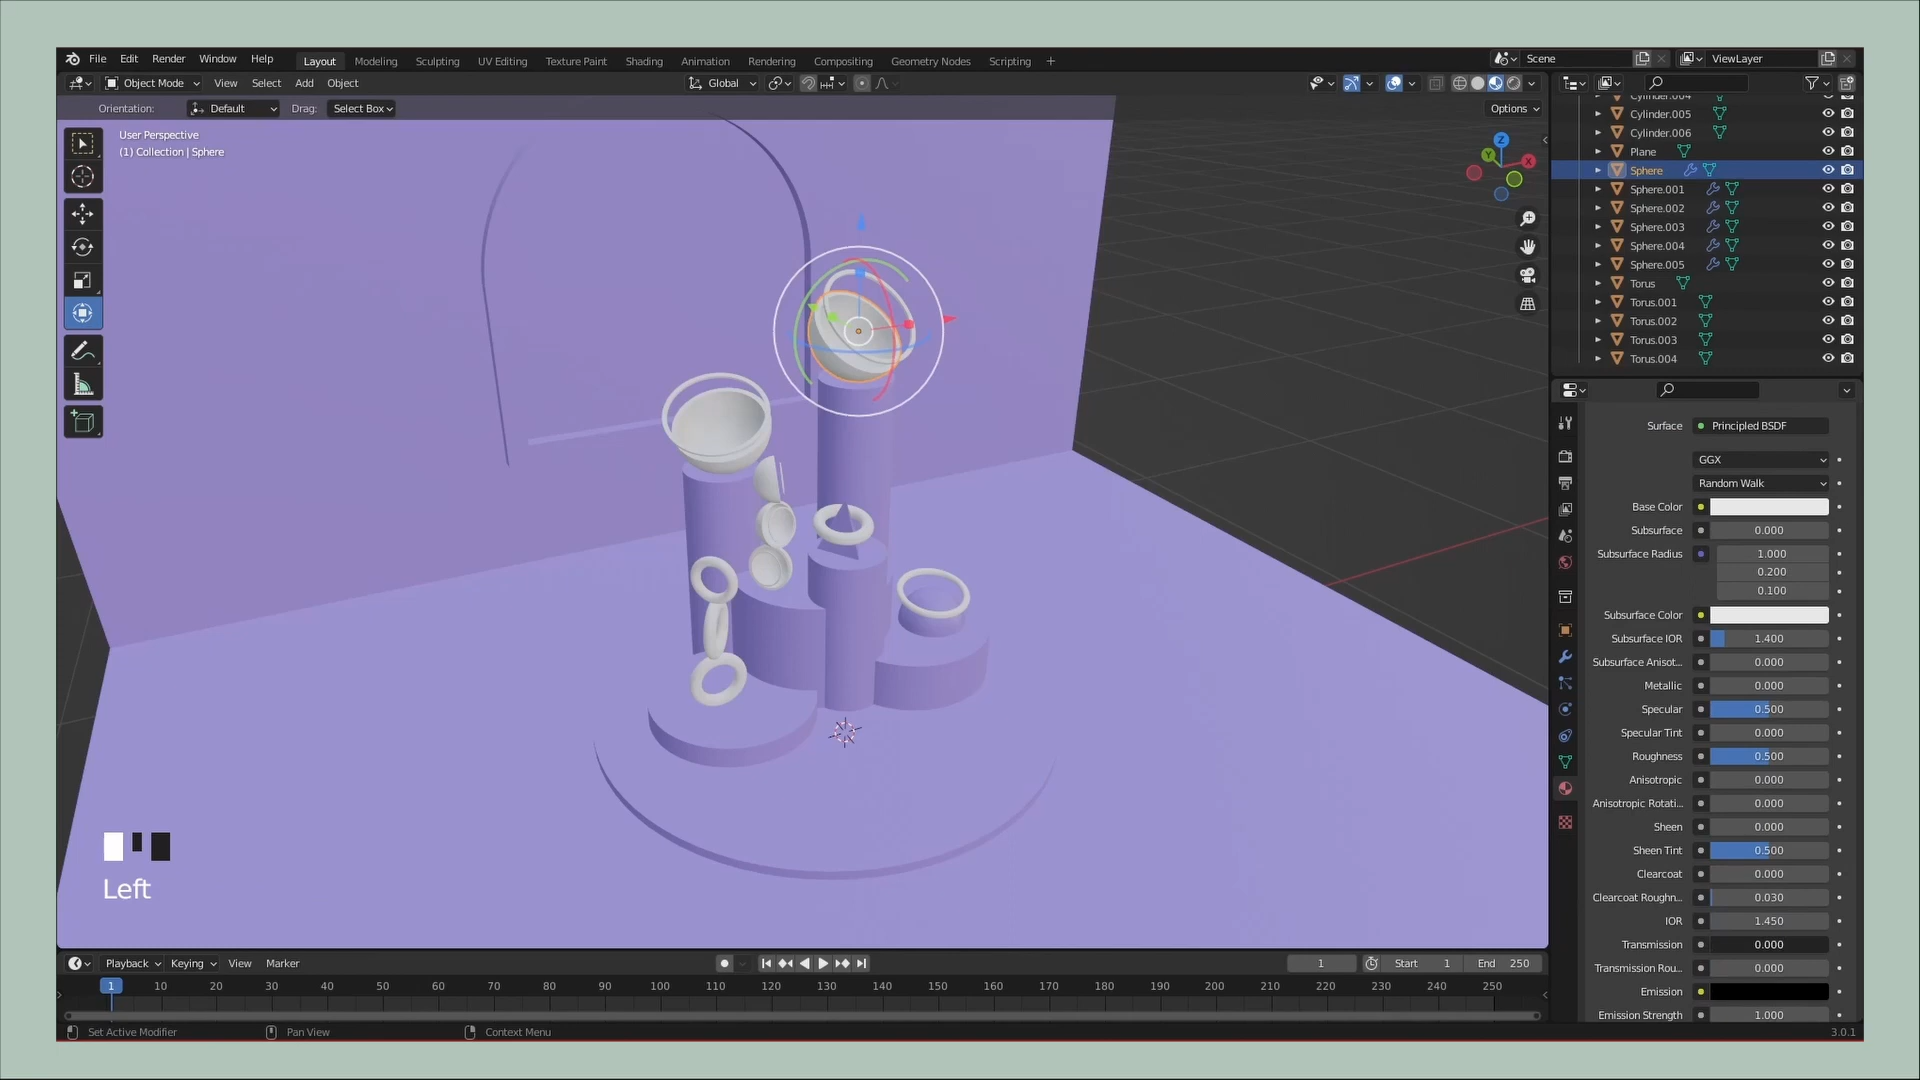 File Edit Render Window Help Layout Modeling Sculpting UV Editing Texture Paint Shading Animation Rendering Compositing Geometry Nodes Scripting + Scene ViewLayer
Object Mode View Select Add Object Global
Orientation: Default Drag: Select Box Options
User Perspective
(1) Collection | Sphere
Z
Y
X
Cylinder.004
Cylinder.005
Cylinder.006
Plane
Sphere
Sphere.001
Sphere.002
Sphere.003
Sphere.004
Sphere.005
Torus
Torus.001
Torus.002
Torus.003
Torus.004
Surface Principled BSDF
GGX
Random Walk
Base Color
Subsurface 0.000
Subsurface Radius 1.000
0.200
0.100
Subsurface Color
Subsurface IOR 1.400
Subsurface Anisot... 0.000
Metallic 0.000
Specular 0.500
Specular Tint 0.000
Roughness 0.500
Anisotropic 0.000
Anisotropic Rotati... 0.000
Sheen 0.000
Sheen Tint 0.500
Clearcoat 0.000
Clearcoat Roughn... 0.030
IOR 1.450
Transmission 0.000
Transmission Rou... 0.000
Emission
Emission Strength 1.000
Left
Playback Keying View Marker 1 Start 1 End 250
1 10 20 30 40 50 60 70 80 90 100 110 120 130 140 150 160 170 180 190 200 210 220 230 240 250
Set Active Modifier Pan View Context Menu 3.0.1